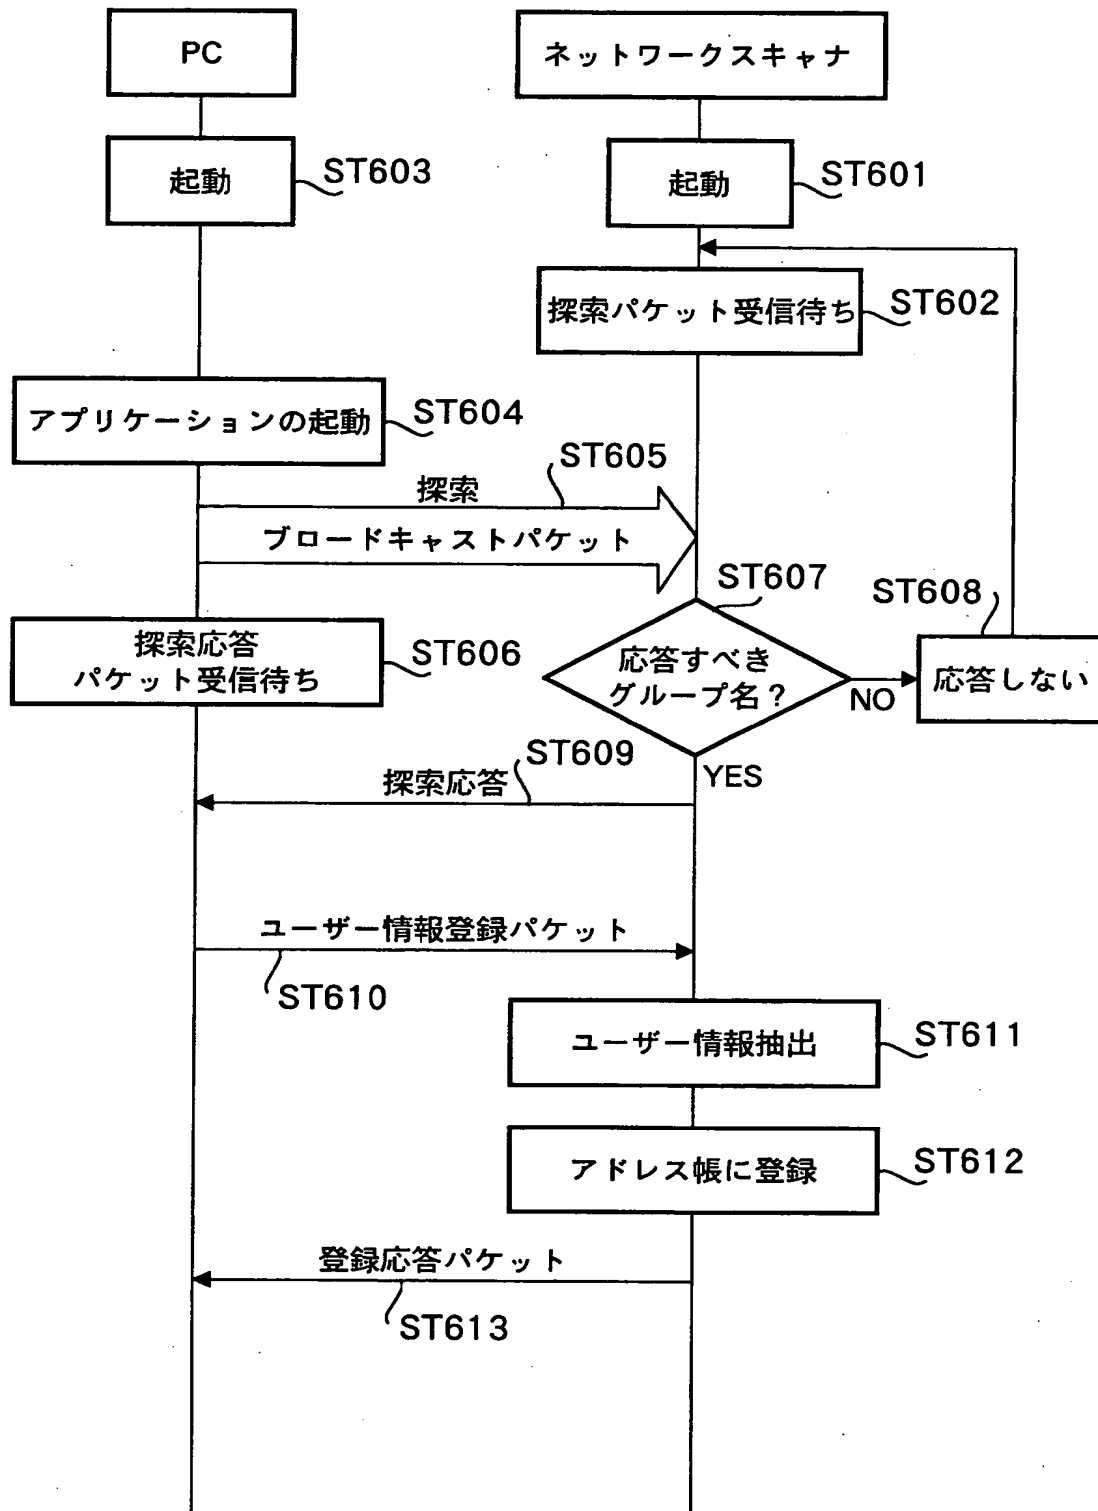 PC
ネットワークスキャナ
起動
ST603
起動
ST601
探索パケット受信待ち
ST602
アプリケーションの起動
ST604
ST605
探索
ブロードキャストパケット
ST607
ST608
探索応答
パケット受信待ち
ST606
応答すべき
グループ名？
NO
応答しない
ST609
YES
探索応答
ユーザー情報登録パケット
ST610
ユーザー情報抽出
ST611
アドレス帳に登録
ST612
登録応答パケット
ST613